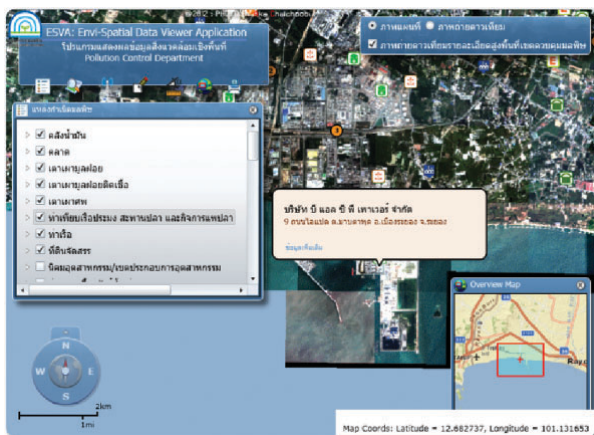 ESVA: Envi-Spatial Data Viewer Application
โปรแกรมแสดงผลข้อมูลสิ่งแวดล้อมเชิงพื้นที่
Pollution Control Department
ภาพแผนที่ ภาพถ่ายดาวเทียม
ภาพถ่ายดาวเทียมรายละเอียดสูงพื้นที่เขตควบคุมมลพิษ
แหล่งกำเนิดมลพิษ
คลังน้ำมัน
ตลาด
เตาเผามูลฝอย
เตาเผามูลฝอยติดเชื้อ
เตาเผาศพ
ท่าเทียบเรือประมง สะพานปลา และกิจการแพปลา
ท่าเรือ
ที่ดินจัดสรร
นิคมอุตสาหกรรม/เขตประกอบการอุตสาหกรรม
บริษัท บี แอล ซี พี เพาเวอร์ จำกัด
9 ถนนไอแปด ต.มาบตาพุด อ.เมืองระยอง จ.ระยอง
ข้อมูลเพิ่มเติม
Overview Map
N
W E
S
2km
1mi
Map Coords: Latitude = 12.682737, Longitude = 101.131653